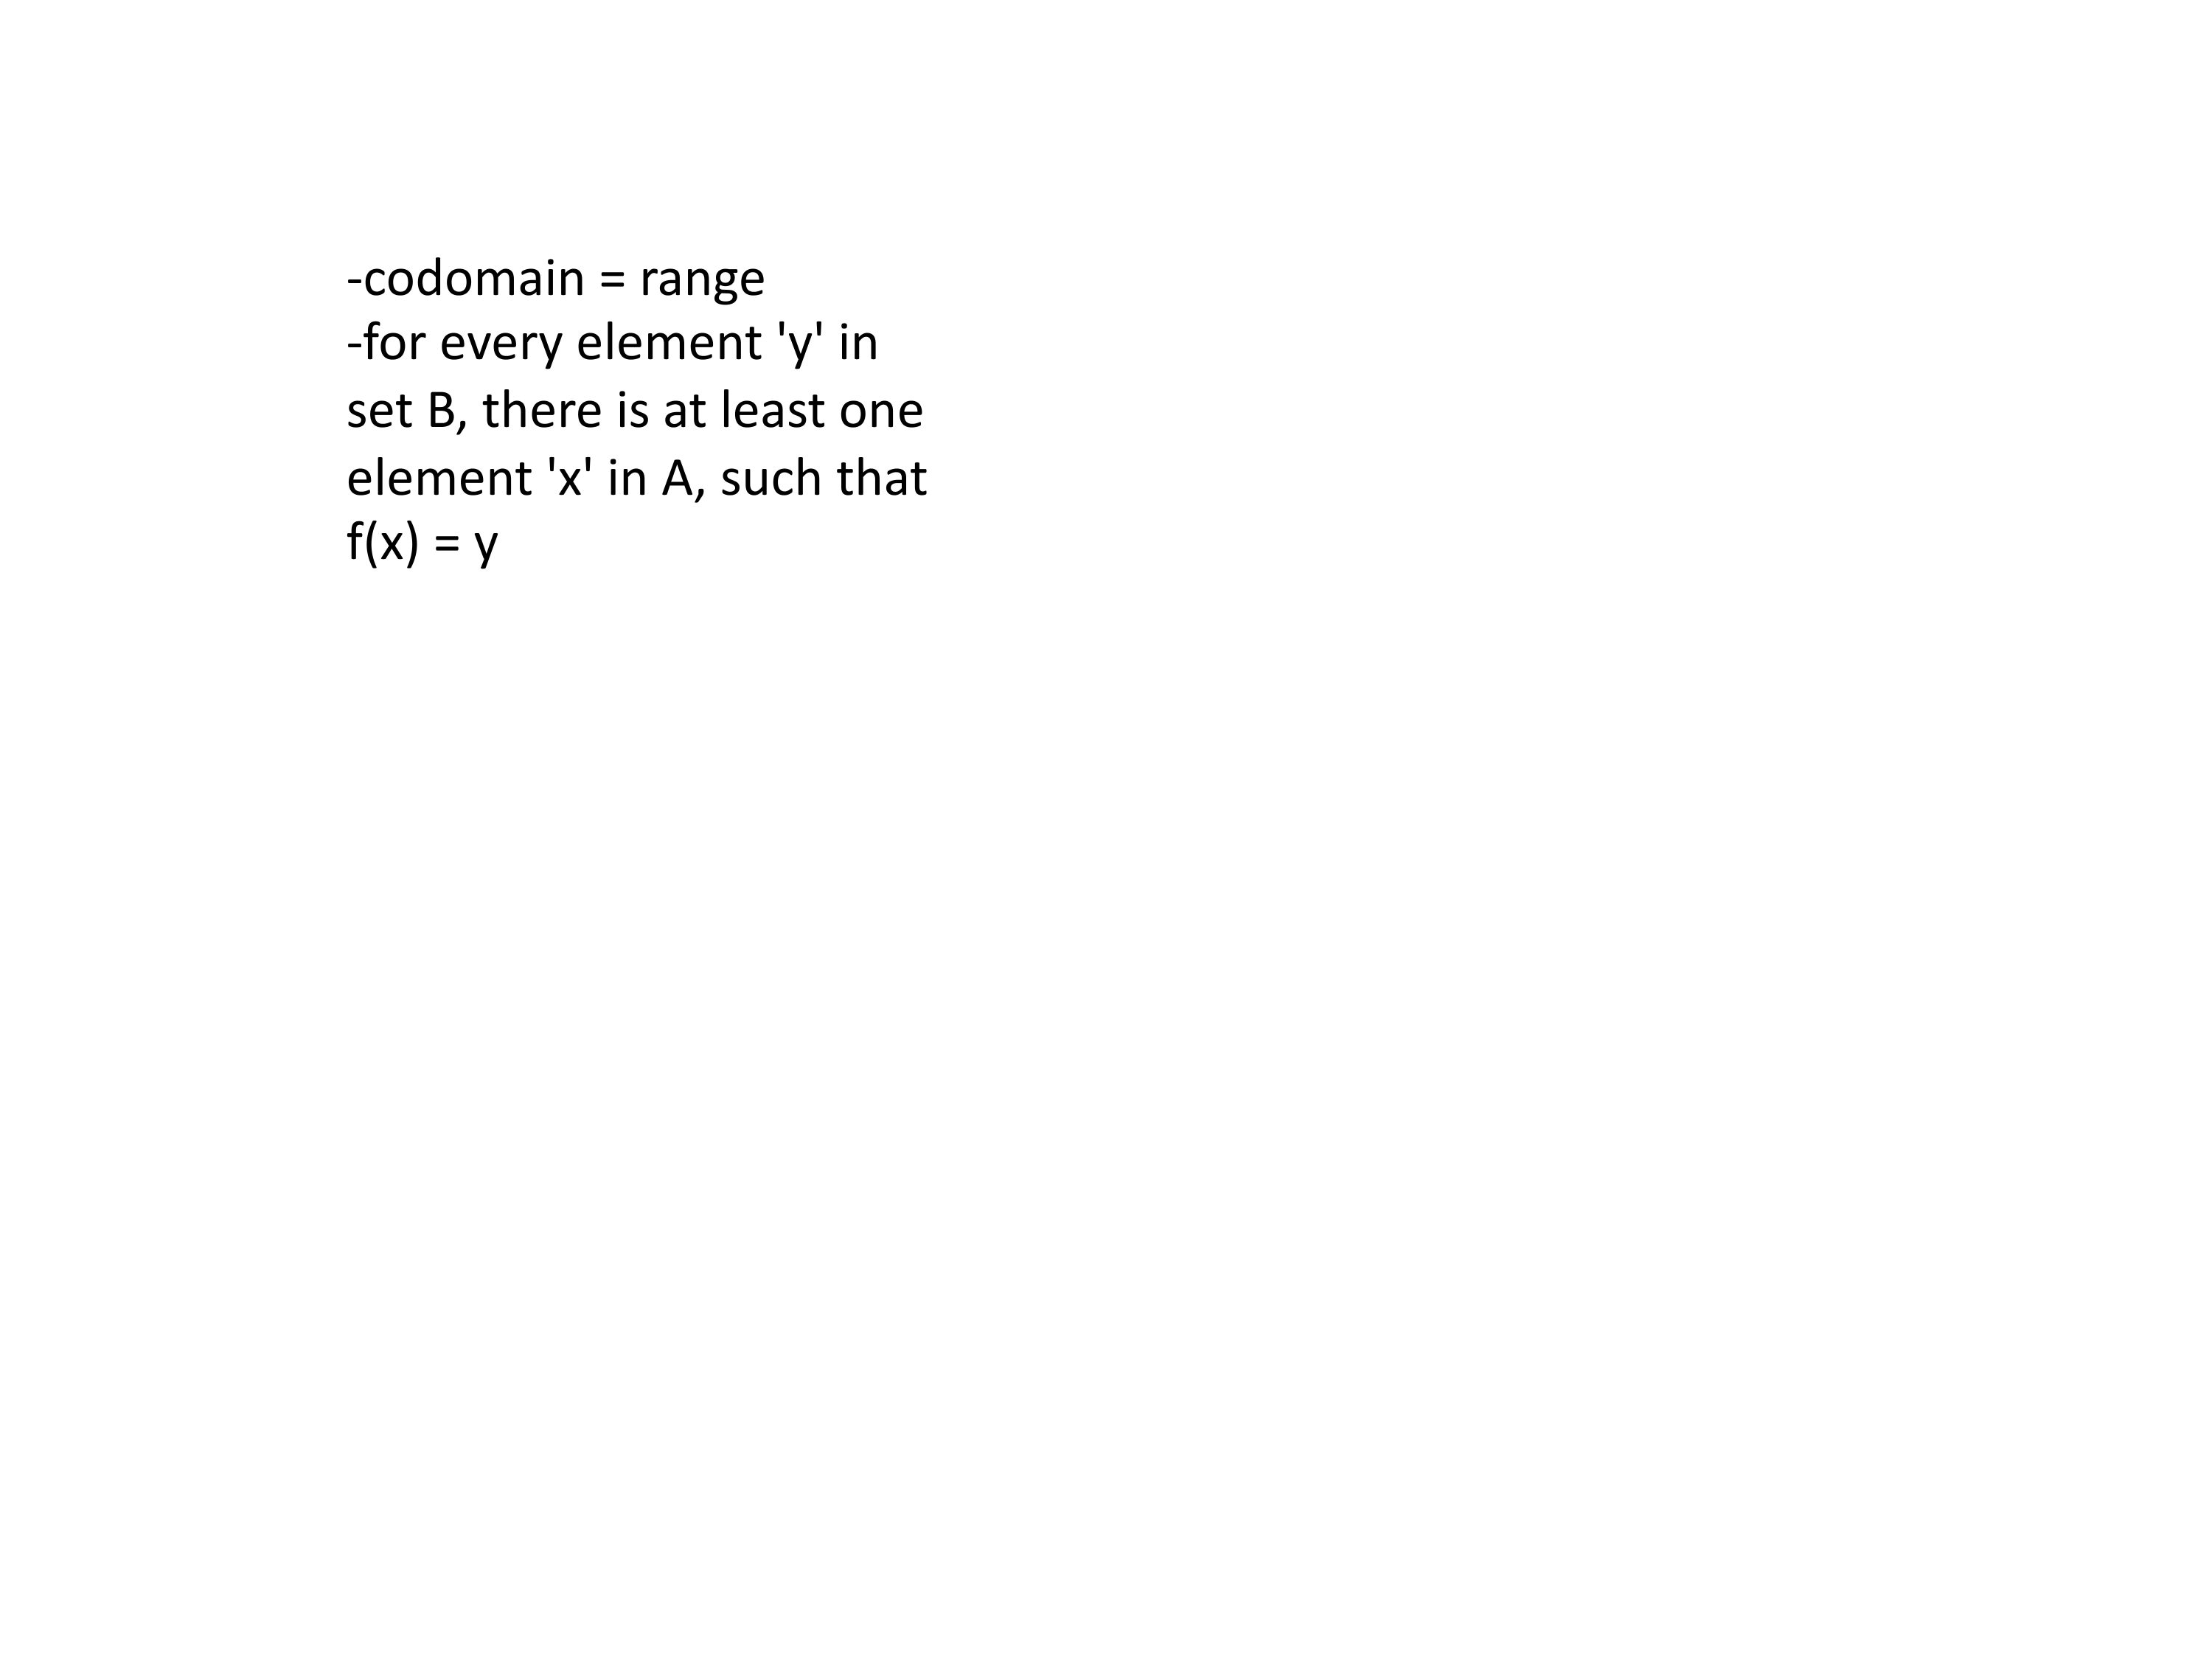 -codomain = range
-for every element 'y' in
set B, there is at least one
element 'x' in A, such that
f(x) = y